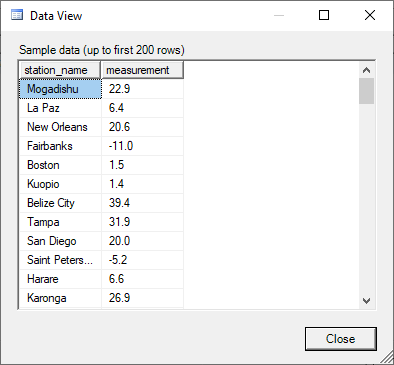 Data View
Sample data (up to first 200 rows)
station_name measurement
Mogadishu 22.9
La Paz 6.4
New Orleans 20.6
Fairbanks -11.0
Boston 1.5
Kuopio 1.4
Belize City 39.4
Tampa 31.9
San Diego 20.0
Saint Peters... -5.2
Harare 6.6
Karonga 26.9
Close